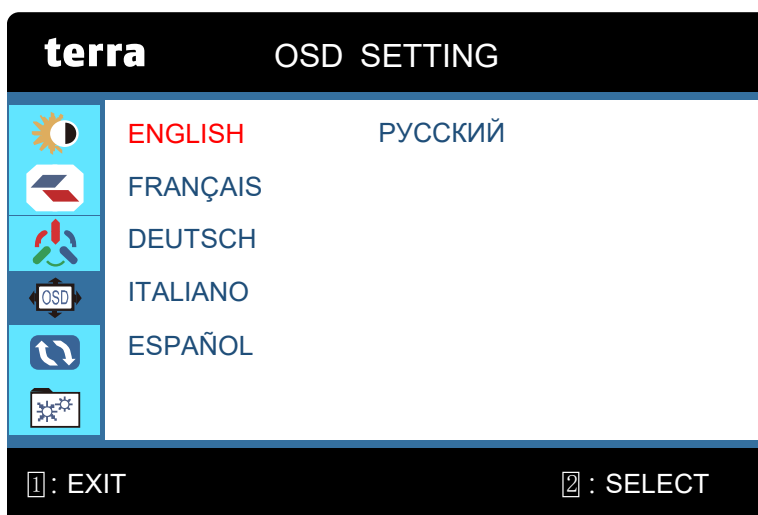 terra OSD SETTING
ENGLISH РУССКИЙ
FRANÇAIS
DEUTSCH
ITALIANO
OSD
ESPAÑOL
1 : EXIT 2 : SELECT